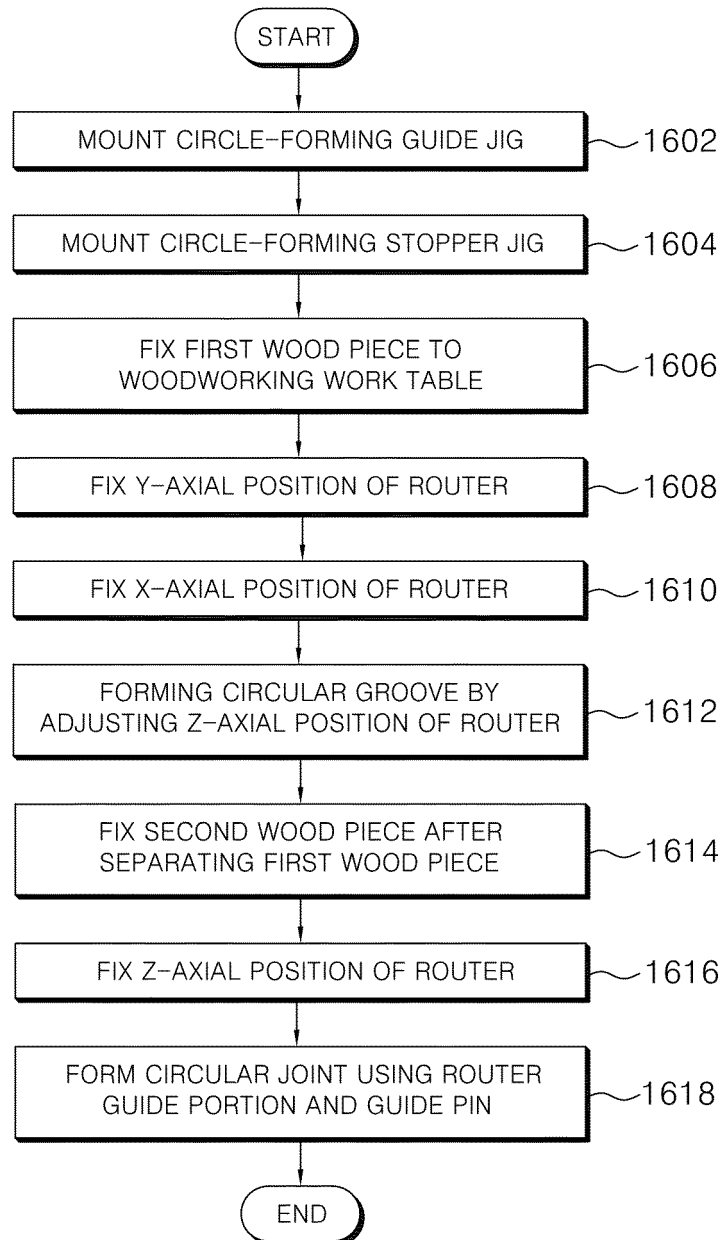 START
MOUNT CIRCLE-FORMING GUIDE JIG
1602
MOUNT CIRCLE-FORMING STOPPER JIG
1604
FIX FIRST WOOD PIECE TO
WOODWORKING WORK TABLE
1606
FIX Y-AXIAL POSITION OF ROUTER
1608
FIX X-AXIAL POSITION OF ROUTER
1610
FORMING CIRCULAR GROOVE BY
ADJUSTING Z-AXIAL POSITION OF ROUTER
1612
FIX SECOND WOOD PIECE AFTER
SEPARATING FIRST WOOD PIECE
1614
FIX Z-AXIAL POSITION OF ROUTER
1616
FORM CIRCULAR JOINT USING ROUTER
GUIDE PORTION AND GUIDE PIN
1618
END